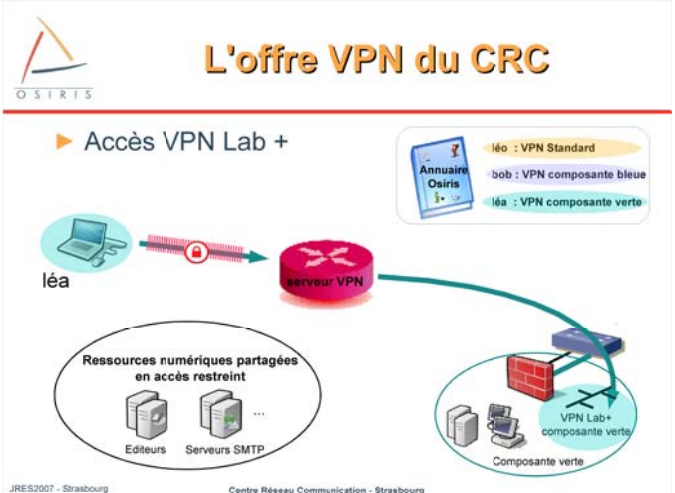 L'offre VPN du CRC
OSIRIS
► Accès VPN Lab +
Annuaire
Osiris
léo : VPN Standard
bob : VPN composante bleue
léa : VPN composante verte
léa
serveur VPN
Ressources numériques partagées
en accès restreint
...
Editeurs
Serveurs SMTP
VPN Lab+
composante verte
Composante verte
JRES2007 - Strasbourg
Centre Réseau Communication - Strasbourg